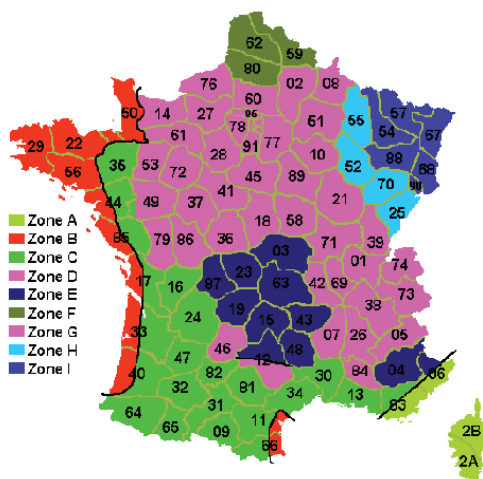 62 59
80
76 02 08
50 60
14 27 95 55 57
78 51 54 67
29 22 61 91 77
35 53 28 10 88
56 72 52 68
45 89 70 90
44 49 37 41 21 25
18 58
85 79 86 36 71 39
03 01 74
17 16 87 23 63 42 69 73
24 19 38
33 15 43
46 07 26 05
47 48 04 06
40 82 12 84
32 81 30
34 13 83
64 31 11
65 09 66
2B
2A
Zone A
Zone B
Zone C
Zone D
Zone E
Zone F
Zone G
Zone H
Zone I